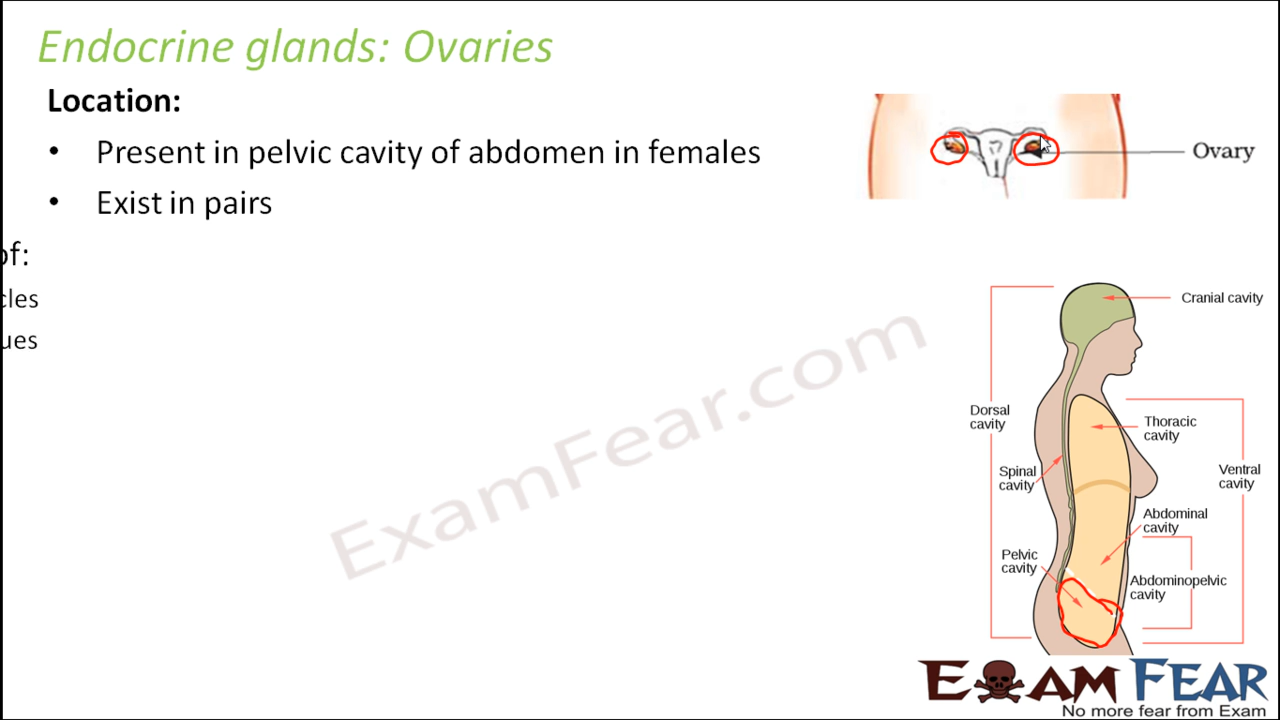 Endocrine glands: Ovaries
Location:
• Present in pelvic cavity of abdomen in females
• Exist in pairs
of:
cles
ues
Ovary
Cranial cavity
Dorsal
cavity
Thoracic
cavity
Spinal
cavity
Ventral
cavity
Abdominal
cavity
Pelvic
cavity
Abdominopelvic
cavity
ExamFear.com
EXAM FEAR
No more fear from Exam